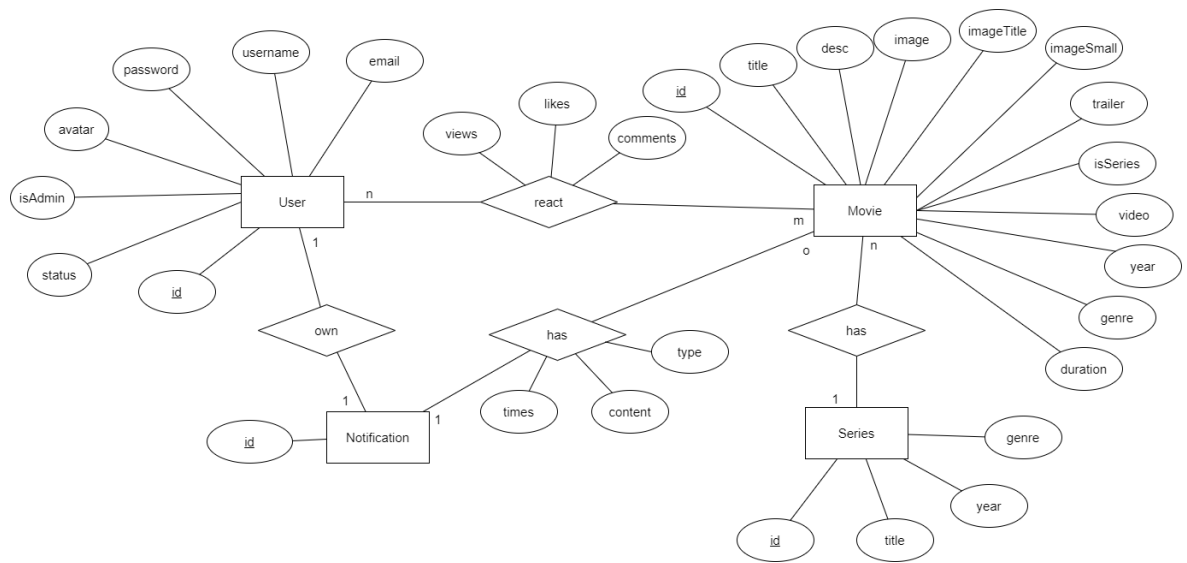 imageTitle
username
desc
image
imageSmall
email
title
password
id
likes
trailer
avatar
views
comments
isSeries
isAdmin
User
n
react
Movie
video
m
1
o
n
status
id
year
genre
own
has
has
type
duration
1
1
1
times
content
id
Notification
Series
genre
year
id
title